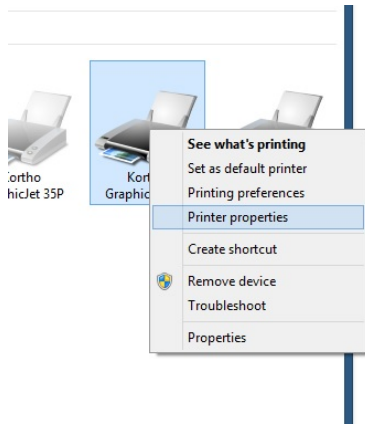 ortho
hicJet 35P
Kort
Graphic
See what's printing
Set as default printer
Printing preferences
Printer properties
Create shortcut
Remove device
Troubleshoot
Properties